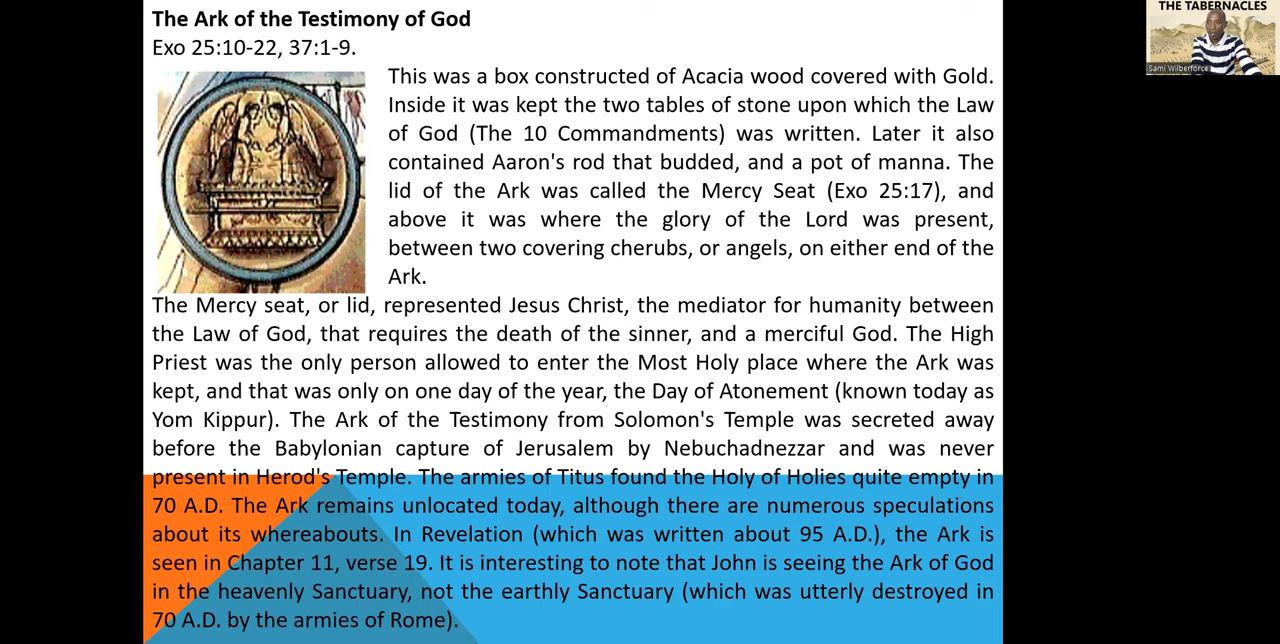 The Ark of the Testimony of God
Exo 25:10-22, 37:1-9.
This was a box constructed of Acacia wood covered with Gold.
Inside it was kept the two tables of stone upon which the Law
of God (The 10 Commandments) was written. Later it also
contained Aaron's rod that budded, and a pot of manna. The
lid of the Ark was called the Mercy Seat (Exo 25:17), and
above it was where the glory of the Lord was present,
between two covering cherubs, or angels, on either end of the
Ark.
The Mercy seat, or lid, represented Jesus Christ, the mediator for humanity between
the Law of God, that requires the death of the sinner, and a merciful God. The High
Priest was the only person allowed to enter the Most Holy place where the Ark was
kept, and that was only on one day of the year, the Day of Atonement (known today as
Yom Kippur). The Ark of the Testimony from Solomon's Temple was secreted away
before the Babylonian capture of Jerusalem by Nebuchadnezzar and was never
present in Herod's Temple. The armies of Titus found the Holy of Holies quite empty in
70 A.D. The Ark remains unlocated today, although there are numerous speculations
about its whereabouts. In Revelation (which was written about 95 A.D.), the Ark is
seen in Chapter 11, verse 19. It is interesting to note that John is seeing the Ark of God
in the heavenly Sanctuary, not the earthly Sanctuary (which was utterly destroyed in
70 A.D. by the armies of Rome).
THE TABERNACLES
Sami Wilberforce